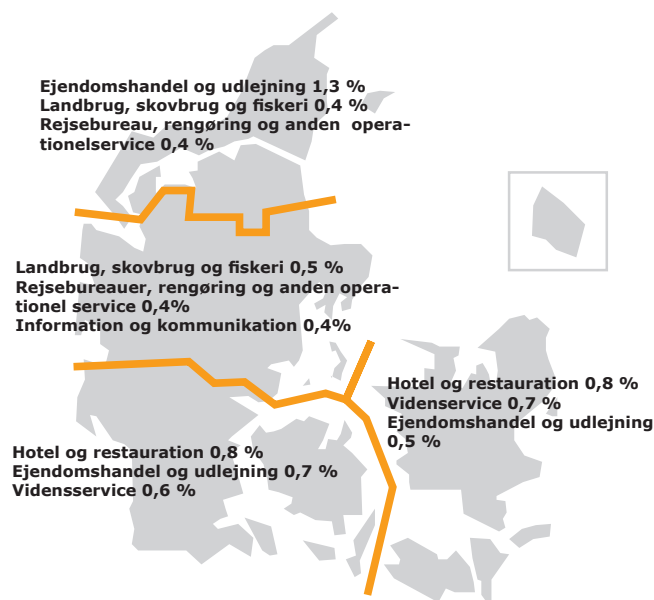 Ejendomshandel og udlejning 1,3 %
Landbrug, skovbrug og fiskeri 0,4 %
Rejsebureau, rengøring og anden opera-
tionelservice 0,4 %
Landbrug, skovbrug og fiskeri 0,5 %
Rejsebureauer, rengøring og anden opera-
tionel service 0,4%
Information og kommunikation 0,4%
Hotel og restauration 0,8 %
Videnservice 0,7 %
Ejendomshandel og udlejning
0,5 %
Hotel og restauration 0,8 %
Ejendomshandel og udlejning 0,7 %
Vidensservice 0,6 %